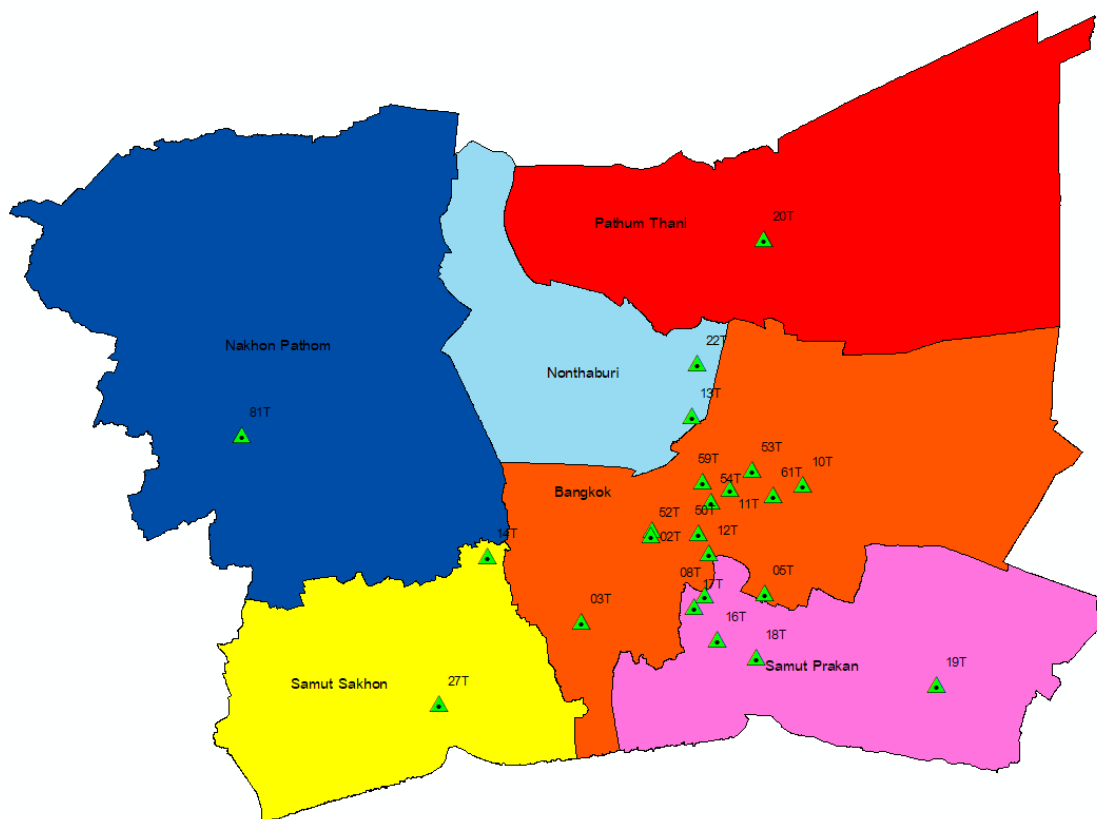 20T
Pathum Thani
22T
Nakhon Pathom
Nonthaburi
13T
81T
53T
59T
54T
61T
10T
Bangkok
52T
50T
11T
02T
12T
14T
08T
17T
05T
03T
16T
18T
Samut Prakan
19T
Samut Sakhon
27T